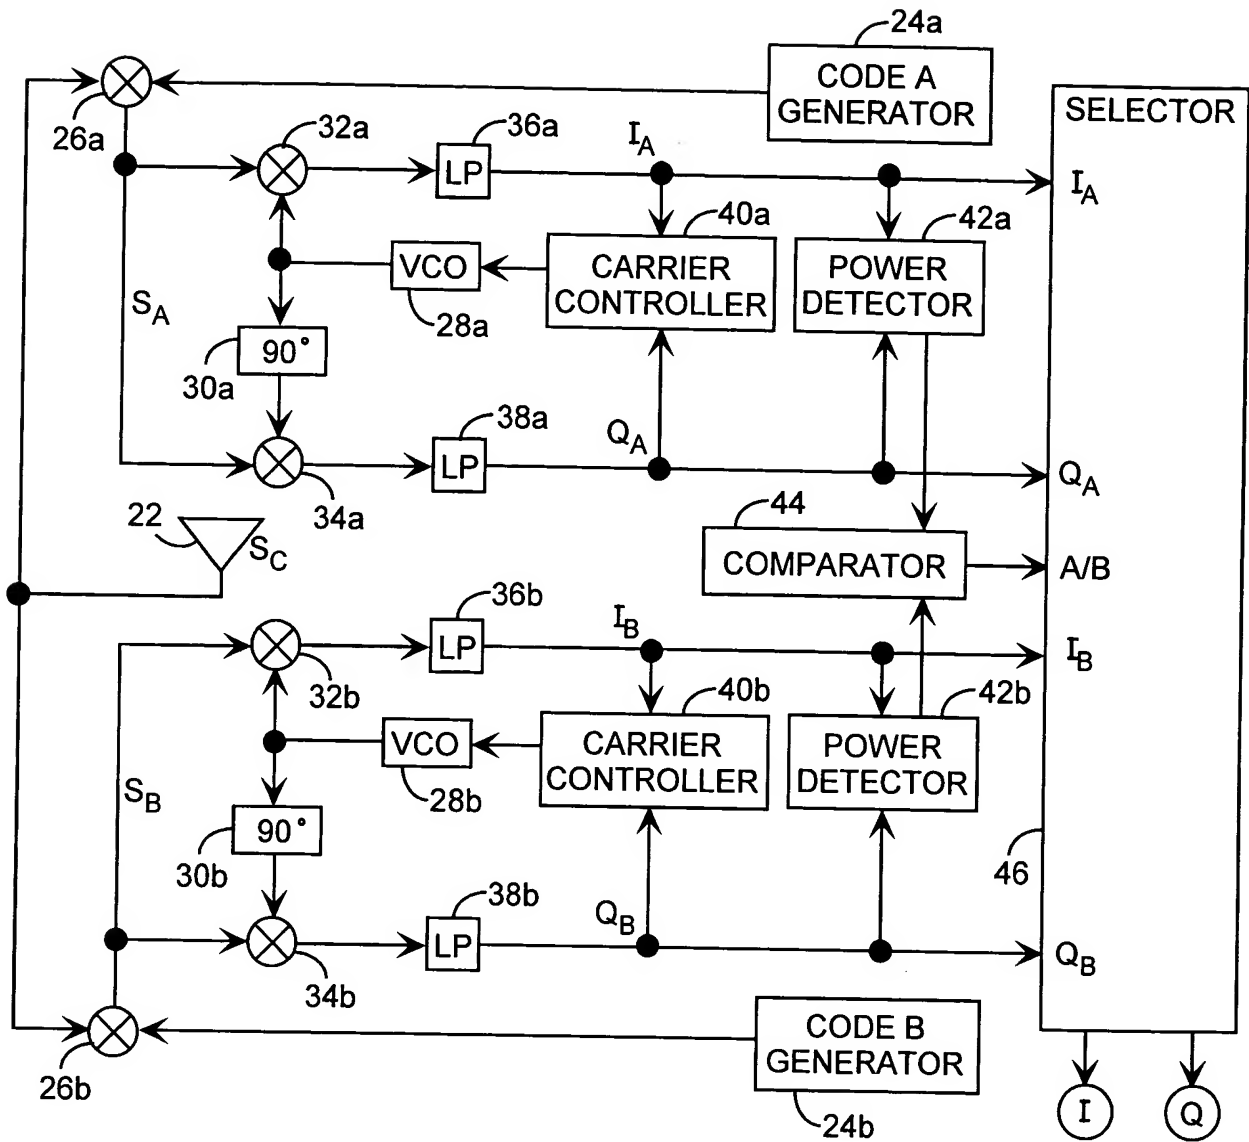 24a
CODE A
GENERATOR
SELECTOR
26a
32a
36a
LP
I_A
I_A
40a
42a
VCO
CARRIER
CONTROLLER
POWER
DETECTOR
28a
S_A
90°
30a
38a
LP
Q_A
Q_A
34a
22
S_C
44
COMPARATOR
A/B
36b
LP
I_B
I_B
32b
40b
42b
VCO
CARRIER
CONTROLLER
POWER
DETECTOR
28b
S_B
90°
30b
46
38b
LP
Q_B
Q_B
34b
26b
CODE B
GENERATOR
24b
I
Q